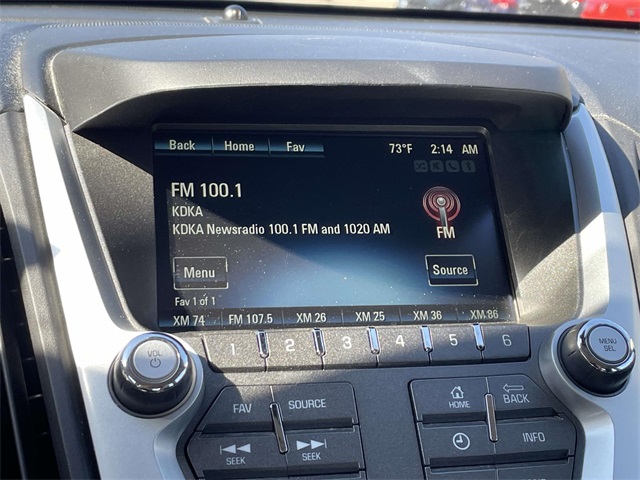 Back Home Fav 73°F 2:14 AM
FM 100.1
KDKA
KDKA Newsradio 100.1 FM and 1020 AM
FM
Menu Source
Fav 1 of 1
XM 74 FM 107.5 XM 26 XM 25 XM 36 XM 86
1 2 3 4 5 6
VOL
MENU
SEL
FAV SOURCE
HOME BACK
SEEK SEEK
INFO